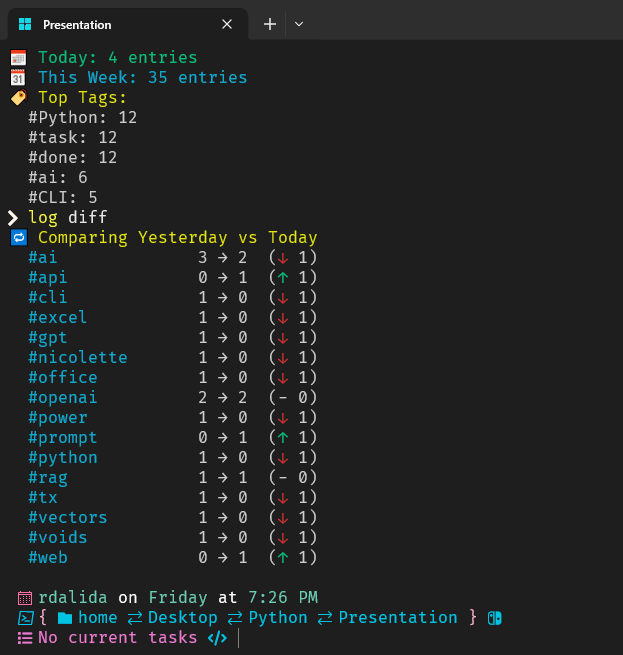 Presentation
Today: 4 entries
This Week: 35 entries
Top Tags:
#Python: 12
#task: 12
#done: 12
#ai: 6
#CLI: 5
❯ log diff
Comparing Yesterday vs Today
#ai 3 → 2 (↓ 1)
#api 0 → 1 (↑ 1)
#cli 1 → 0 (↓ 1)
#excel 1 → 0 (↓ 1)
#gpt 1 → 0 (↓ 1)
#nicolette 1 → 0 (↓ 1)
#office 1 → 0 (↓ 1)
#openai 2 → 2 (- 0)
#power 1 → 0 (↓ 1)
#prompt 0 → 1 (↑ 1)
#python 1 → 0 (↓ 1)
#rag 1 → 1 (- 0)
#tx 1 → 0 (↓ 1)
#vectors 1 → 0 (↓ 1)
#voids 1 → 0 (↓ 1)
#web 0 → 1 (↑ 1)
rdalida on Friday at 7:26 PM
{ home ⇄ Desktop ⇄ Python ⇄ Presentation }
No current tasks </>